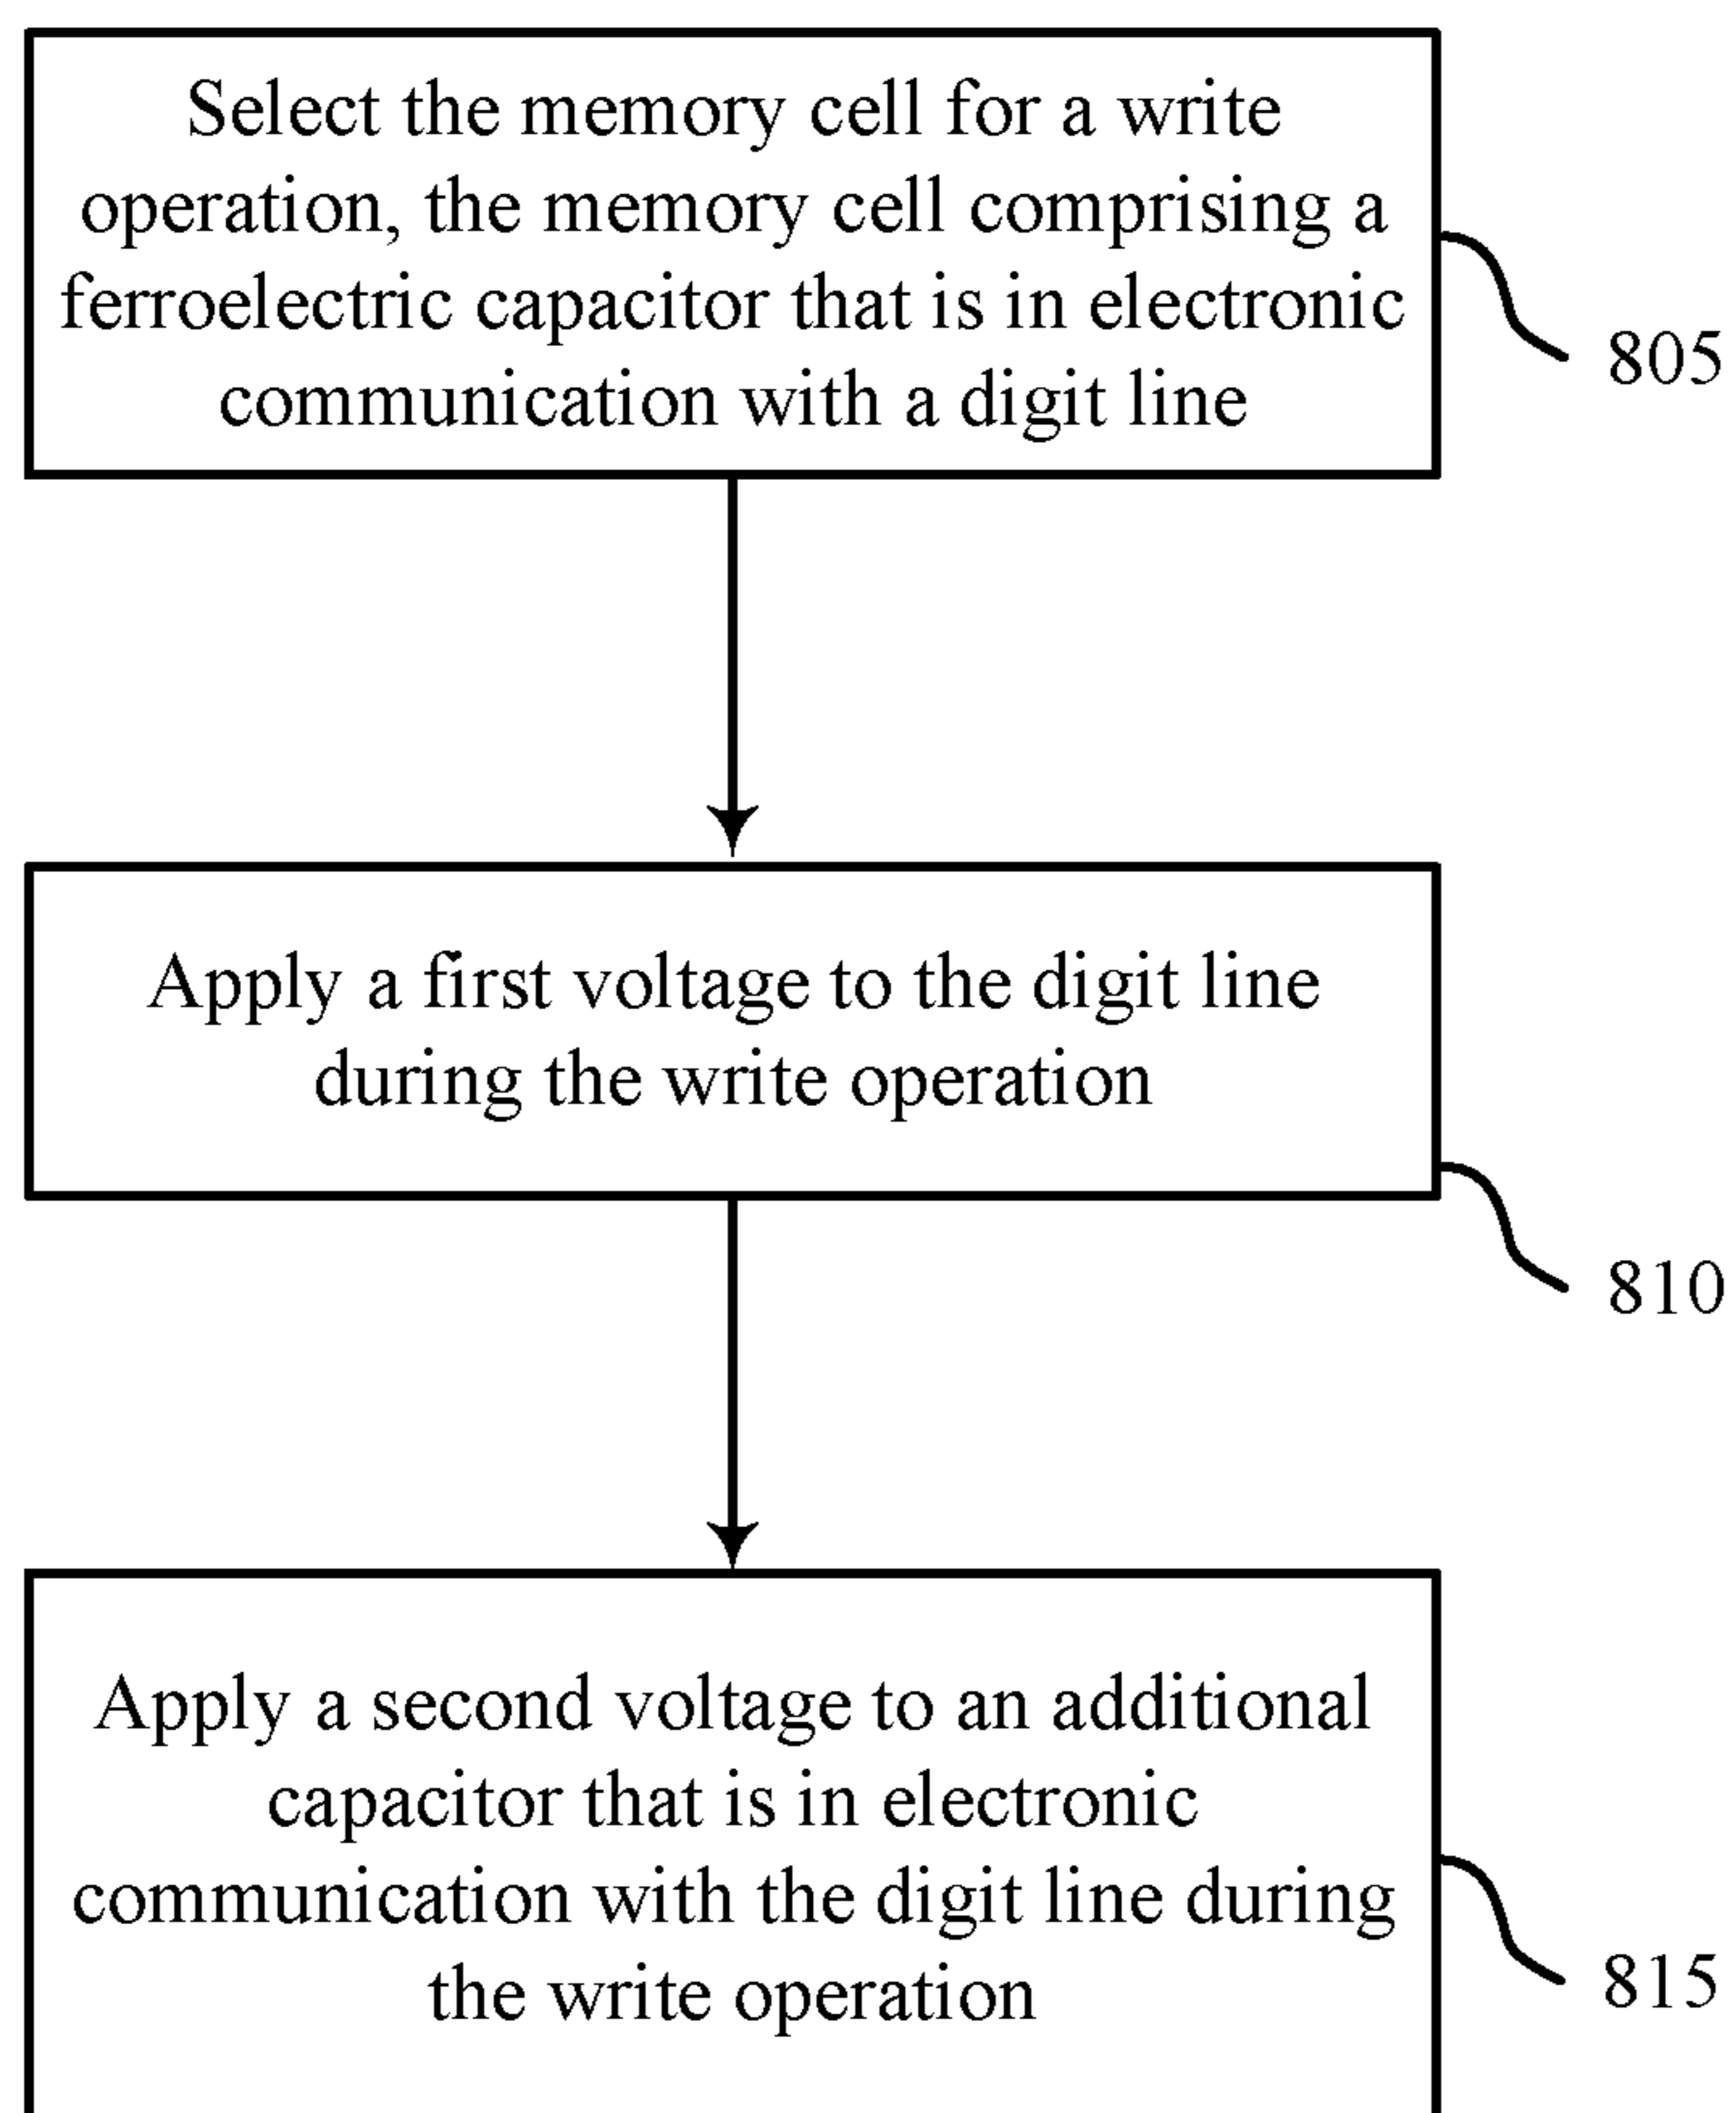 Select the memory cell for a write
operation, the memory cell comprising a
ferroelectric capacitor that is in electronic
communication with a digit line
805
Apply a first voltage to the digit line
during the write operation
810
Apply a second voltage to an additional
capacitor that is in electronic
communication with the digit line during
the write operation
815